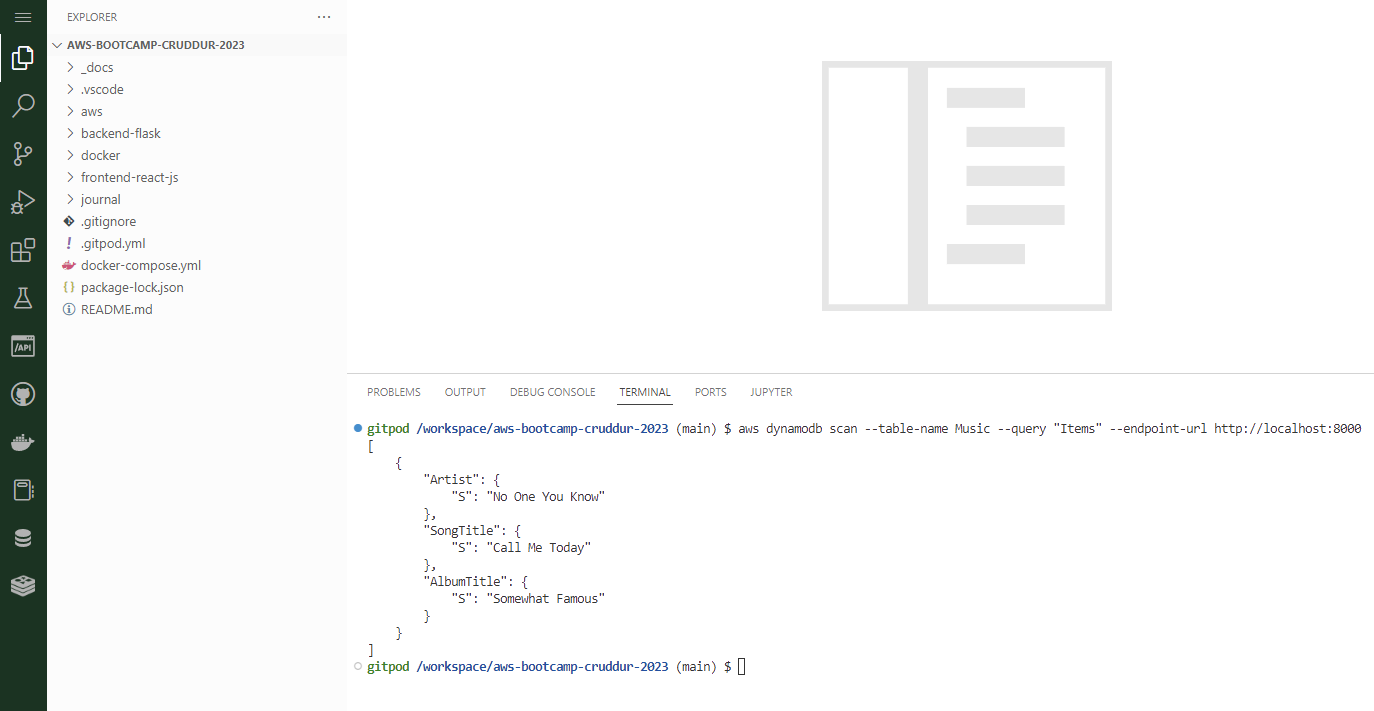 EXPLORER
AWS-BOOTCAMP-CRUDDUR-2023
_docs
.vscode
aws
backend-flask
docker
frontend-react-js
journal
.gitignore
.gitpod.yml
docker-compose.yml
package-lock.json
README.md
/API
PROBLEMS OUTPUT DEBUG CONSOLE TERMINAL PORTS JUPYTER
gitpod /workspace/aws-bootcamp-cruddur-2023 (main) $ aws dynamodb scan --table-name Music --query "Items" --endpoint-url http://localhost:8000
[
    {
        "Artist": {
            "S": "No One You Know"
        },
        "SongTitle": {
            "S": "Call Me Today"
        },
        "AlbumTitle": {
            "S": "Somewhat Famous"
        }
    }
]
gitpod /workspace/aws-bootcamp-cruddur-2023 (main) $